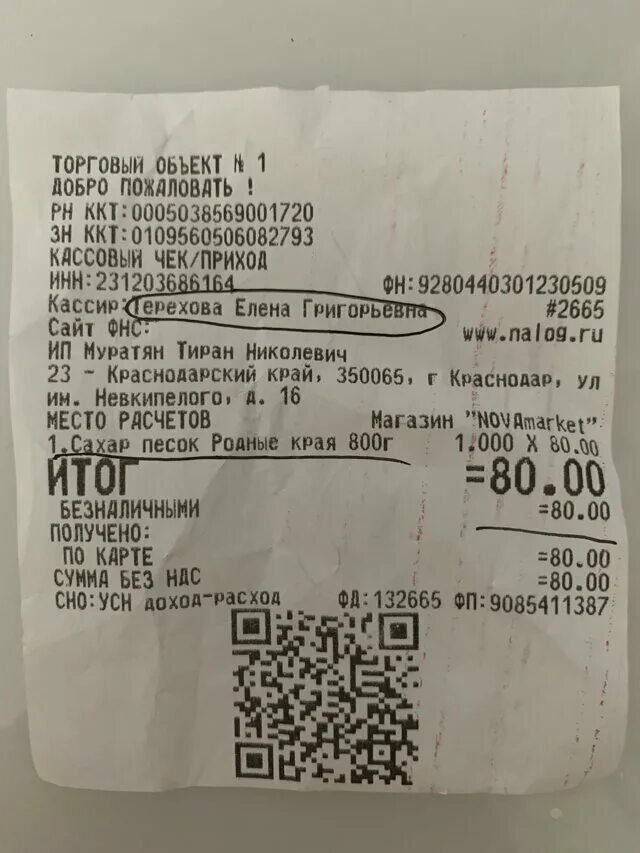 ТОРГОВЫЙ ОБЪЕКТ № 1
ДОБРО ПОЖАЛОВАТЬ !
РН ККТ:0005038569001720
ЗН ККТ:0109560506082793
КАССОВЫЙ ЧЕК/ПРИХОД
ИНН:231203686164 ФН:9280440301230509
Кассир:Терехова Елена Григорьевна #2665
Сайт ФНС: www.nalog.ru
ИП Муратян Тиран Николевич
23 - Краснодарский край, 350065, г Краснодар, ул
им. Невкипелого, д. 16
МЕСТО РАСЧЕТОВ Магазин "NOVAmarket"
1.Сахар песок Родные края 800г 1.000 X 80.00
ИТОГ =80.00
БЕЗНАЛИЧНЫМИ =80.00
ПОЛУЧЕНО:
ПО КАРТЕ =80.00
СУММА БЕЗ НДС =80.00
СНО:УСН доход-расход ФД:132665 ФП:9085411387